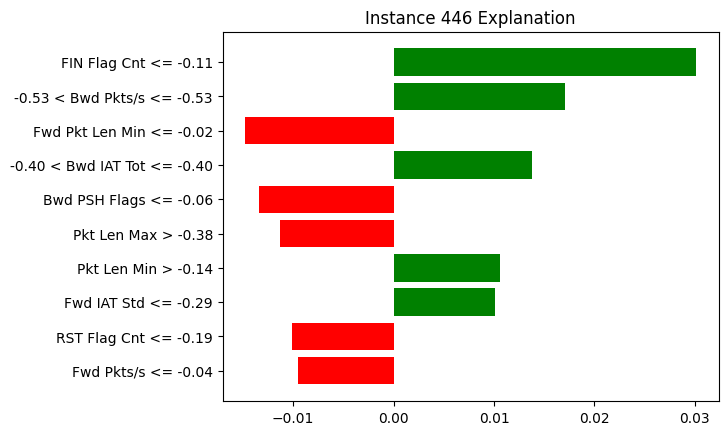 Instance 446 Explanation
FIN Flag Cnt <= -0.11
-0.53 < Bwd Pkts/s <= -0.53
Fwd Pkt Len Min <= -0.02
-0.40 < Bwd IAT Tot <= -0.40
Bwd PSH Flags <= -0.06
Pkt Len Max > -0.38
Pkt Len Min > -0.14
Fwd IAT Std <= -0.29
RST Flag Cnt <= -0.19
Fwd Pkts/s <= -0.04
−0.01 0.00 0.01 0.02 0.03